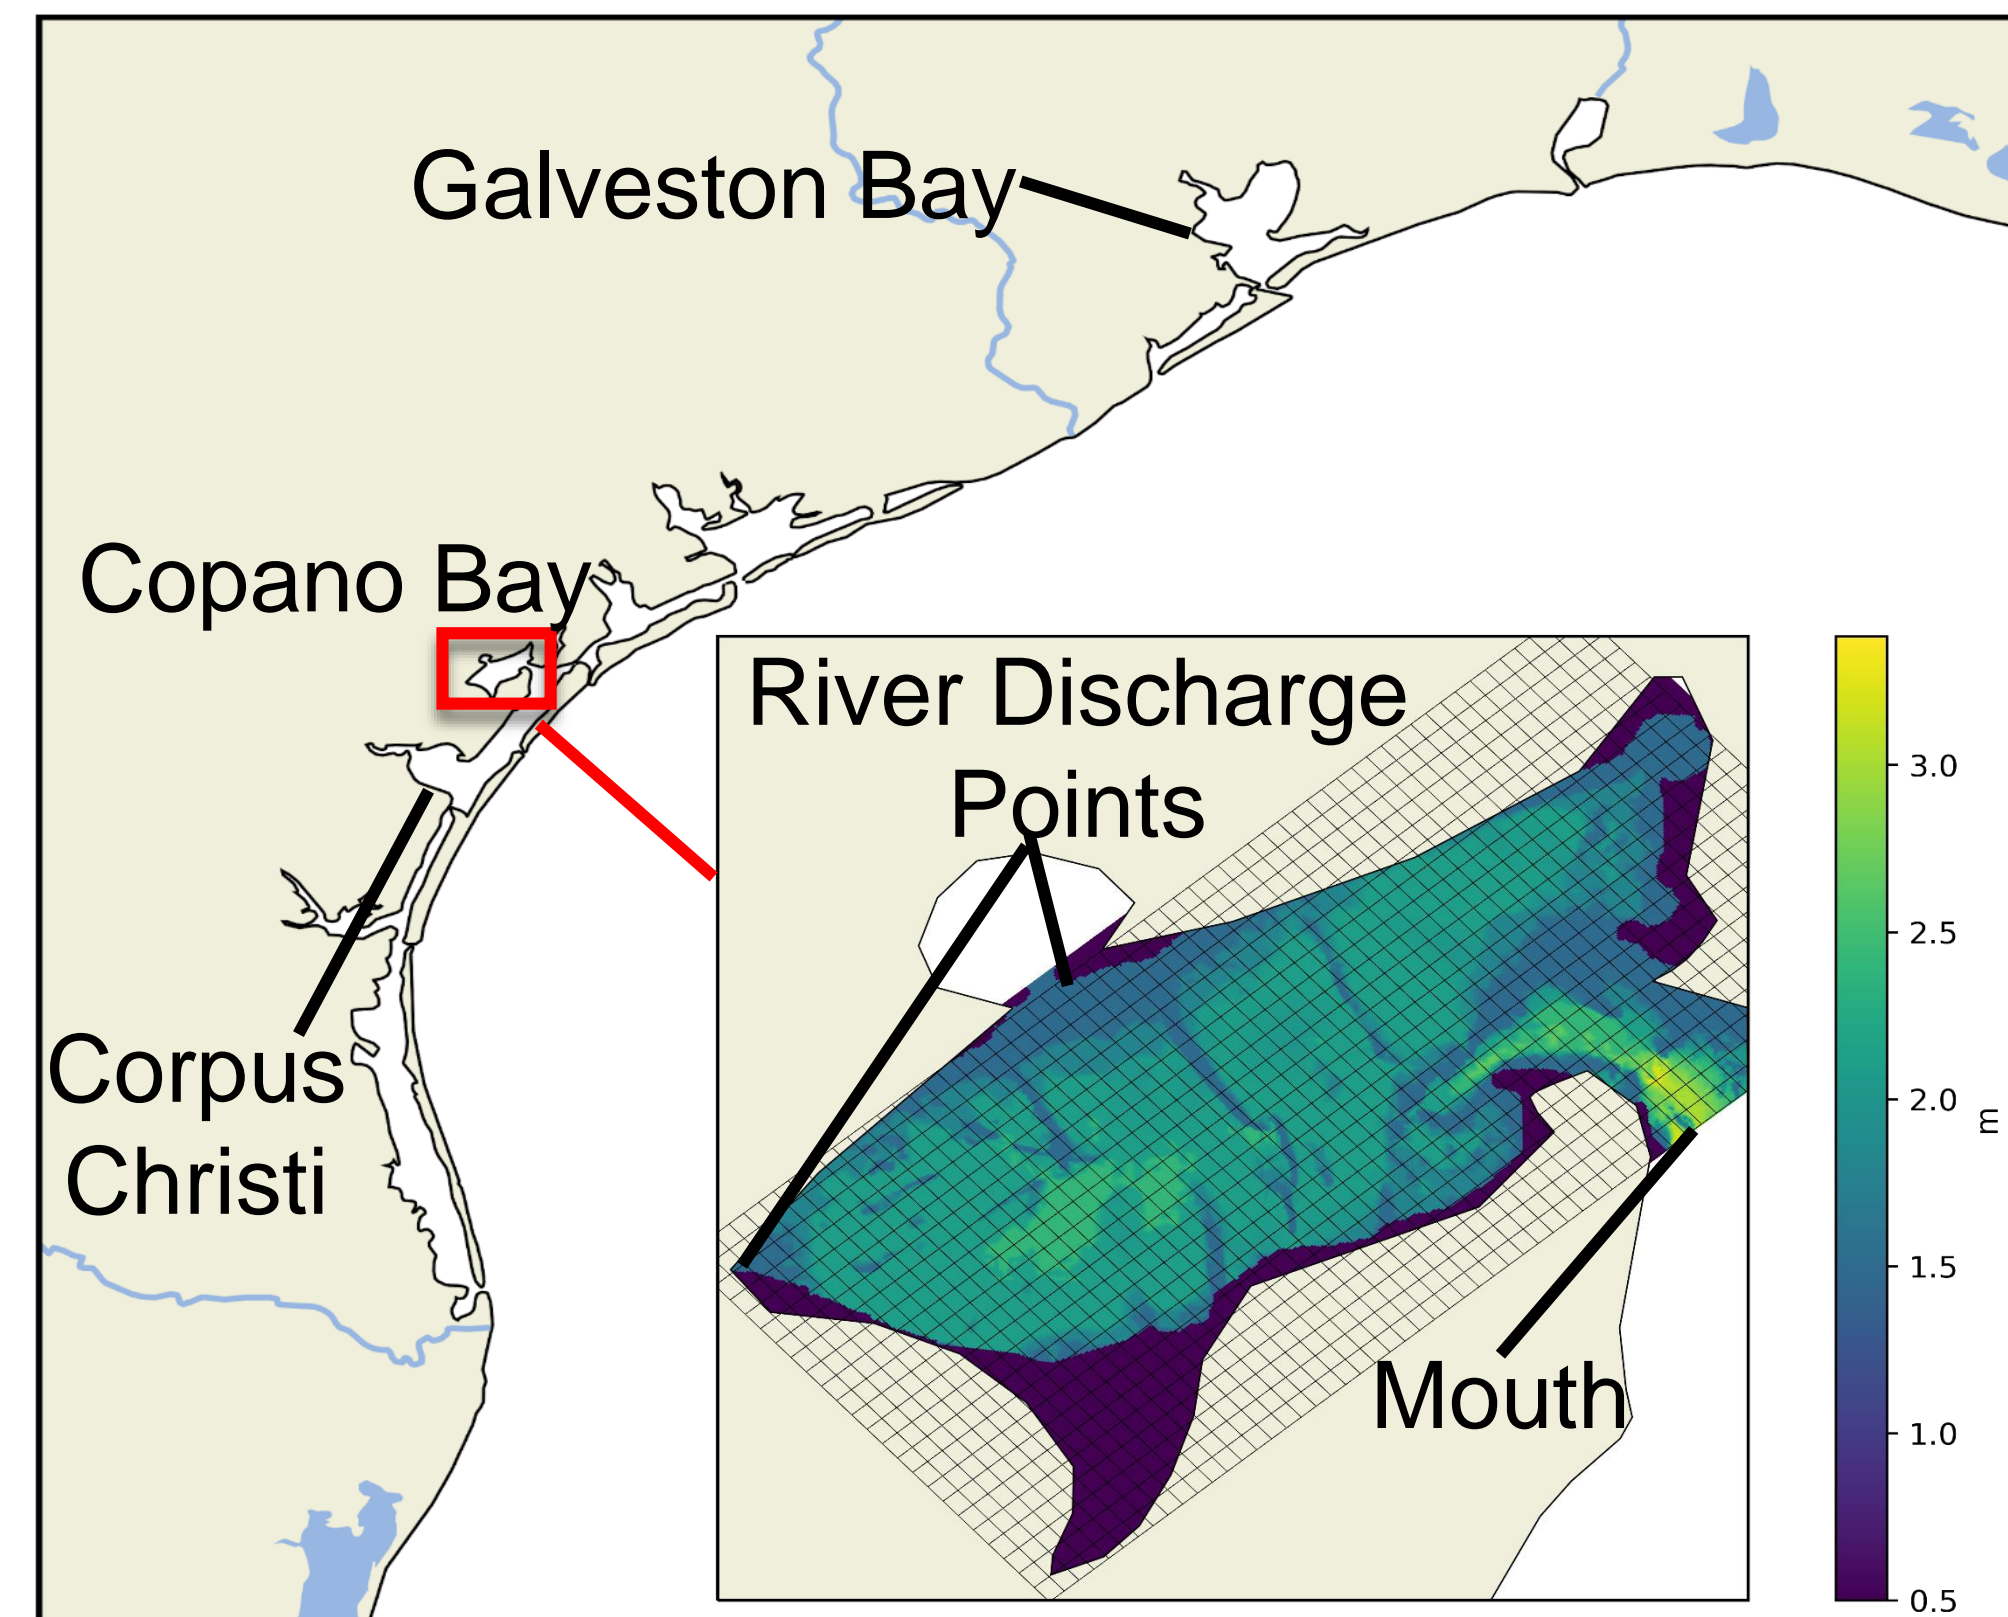 Galveston Bay
Copano Bay
Corpus
Christi
River Discharge
Points
Mouth
3.0
2.5
2.0
1.5
1.0
0.5
m